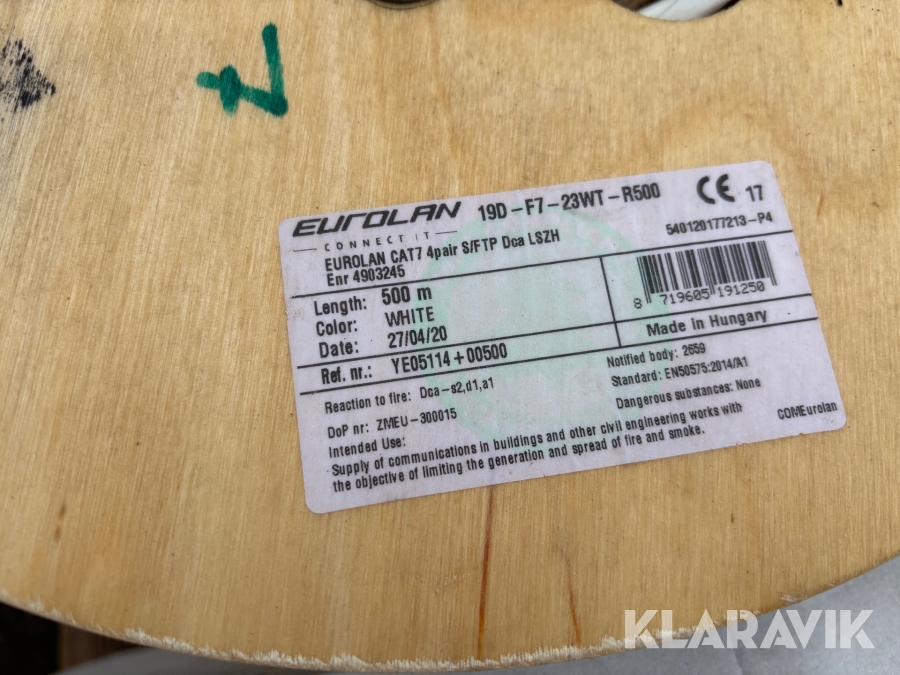 EUROLAN 19D-F7-23WT-R500 CE 17
CONNECT IT
540120177213-P4
EUROLAN CAT7 4pair S/FTP Dca LSZH
Enr 4903245
Length: 500 m
Color: WHITE
Date: 27/04/20
8 719605 191250
Made in Hungary
Ref. nr.: YE05114+00500
Reaction to fire: Dca-s2,d1,a1
Notified body: 2659
Standard: EN50575:2014/A1
DoP nr: ZMEU-300015
Dangerous substances: None
Intended Use:
COMEurolan
Supply of communications in buildings and other civil engineering works with
the objective of limiting the generation and spread of fire and smoke.
KLARAVIK